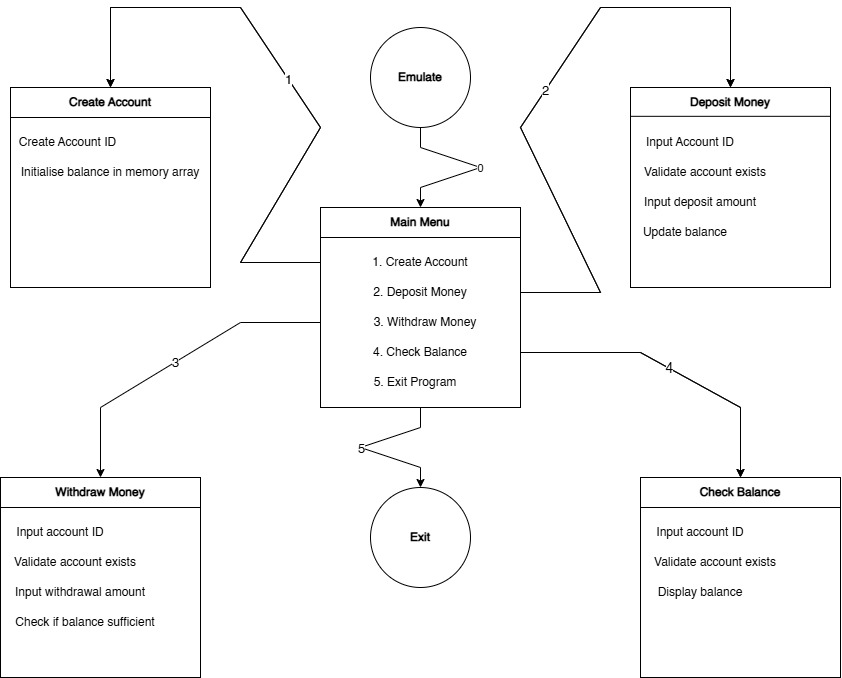 Emulate
0
Main Menu
1. Create Account
2. Deposit Money
3. Withdraw Money
4. Check Balance
5. Exit Program
1
Create Account
Create Account ID
Initialise balance in memory array
2
Deposit Money
Input Account ID
Validate account exists
Input deposit amount
Update balance
3
Withdraw Money
Input account ID
Validate account exists
Input withdrawal amount
Check if balance sufficient
4
Check Balance
Input account ID
Validate account exists
Display balance
5
Exit